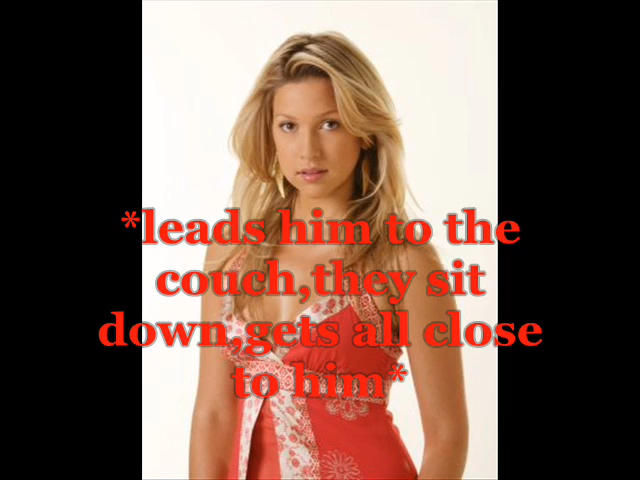 *leads him to the
couch,they sit
down,gets all close
to him*